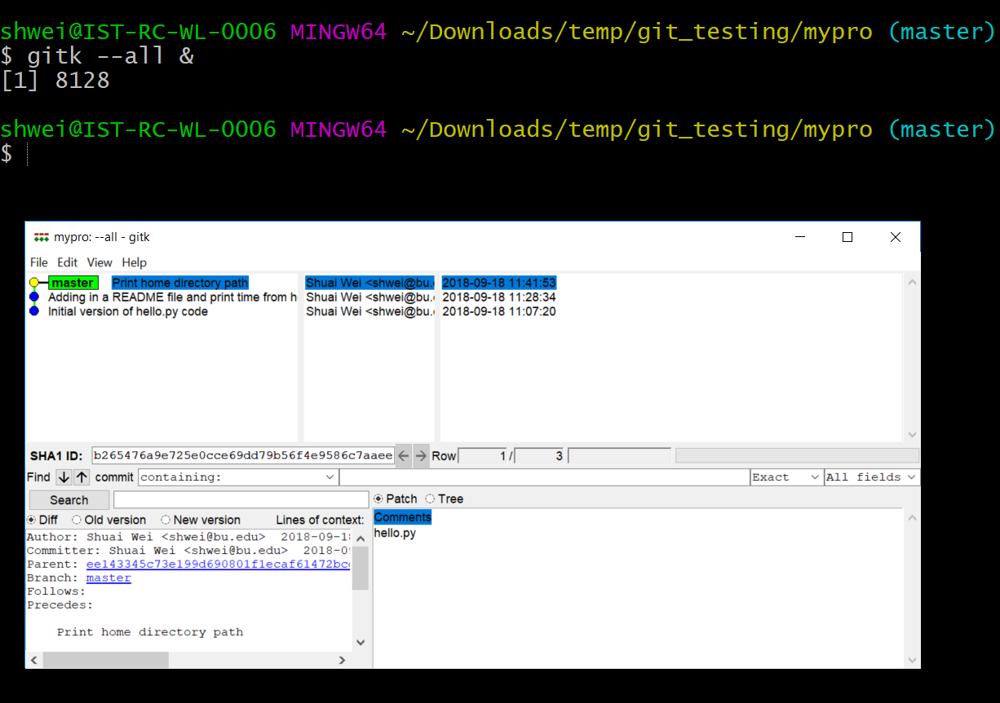 shwei@IST-RC-WL-0006 MINGW64 ~/Downloads/temp/git_testing/mypro (master)
$ gitk --all &
[1] 8128
shwei@IST-RC-WL-0006 MINGW64 ~/Downloads/temp/git_testing/mypro (master)
$
mypro: --all - gitk
File Edit View Help
master Print home directory path Shuai Wei <shwei@bu. 2018-09-18 11:41:53
Adding in a README file and print time from h Shuai Wei <shwei@bu. 2018-09-18 11:28:34
Initial version of hello.py code Shuai Wei <shwei@bu. 2018-09-18 11:07:20
SHA1 ID: b265476a9e725e0cce69dd79b56f4e9586c7aaee Row 1 / 3
Find commit containing: Exact All fields
Search Patch Tree
Diff Old version New version Lines of context: Comments
Author: Shuai Wei <shwei@bu.edu> 2018-09-18 hello.py
Committer: Shuai Wei <shwei@bu.edu> 2018-09
Parent: ee143345c73e199d690801f1ecaf61472bc
Branch: master
Follows:
Precedes:
Print home directory path